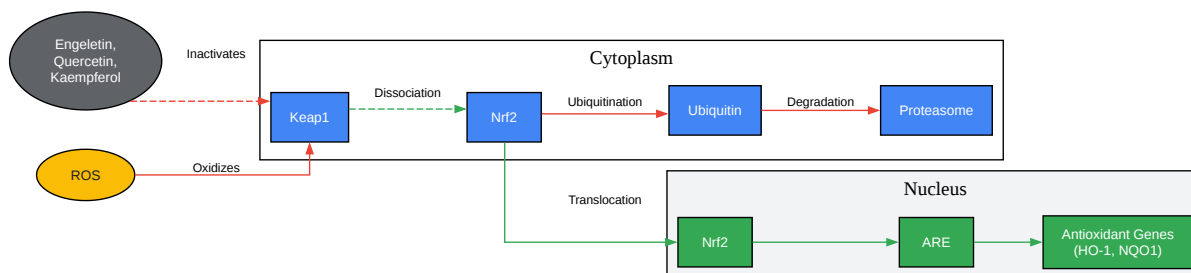 Engeletin,
Quercetin,
Kaempferol
Inactivates
Cytoplasm
Keap1
Dissociation
Nrf2
Ubiquitination
Ubiquitin
Degradation
Proteasome
ROS
Oxidizes
Translocation
Nucleus
Nrf2
ARE
Antioxidant Genes
(HO-1, NQO1)